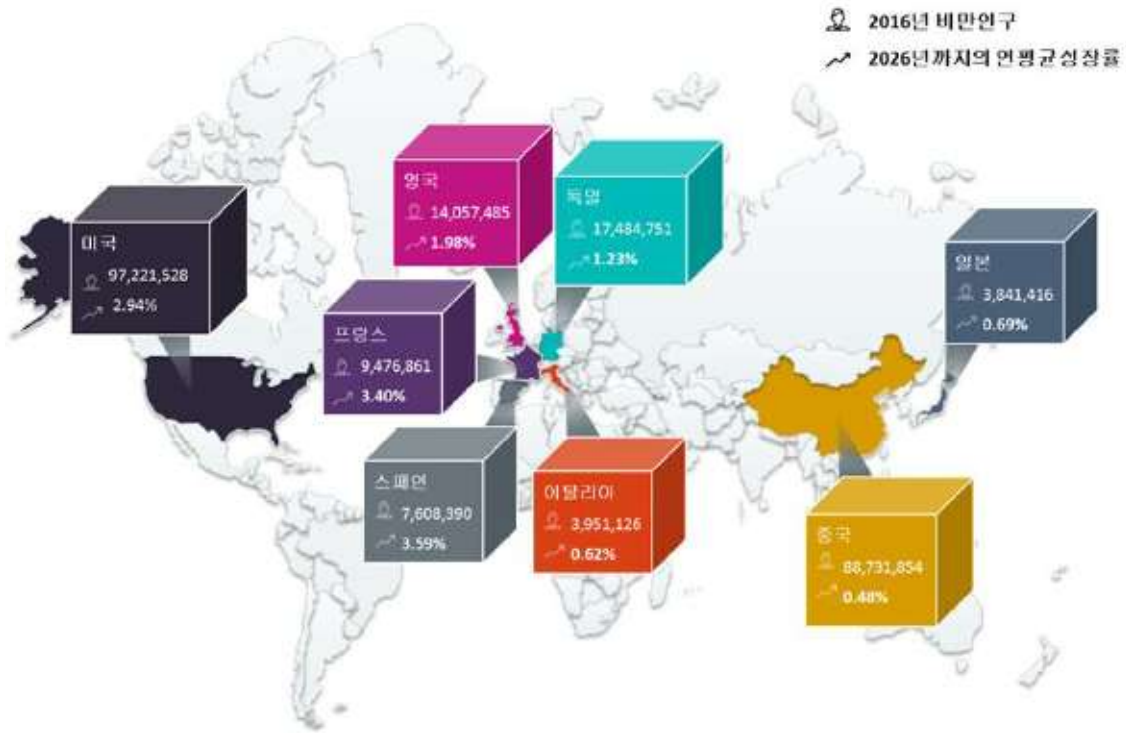 2016년 비만인구
2026년까지의 연평균성장률
영국
14,057,485
1.98%
독일
17,484,751
1.23%
미국
97,221,528
2.94%
일본
3,841,416
0.69%
프랑스
9,476,861
3.40%
스페인
7,608,390
3.59%
이탈리아
3,951,126
0.62%
중국
88,731,854
0.48%